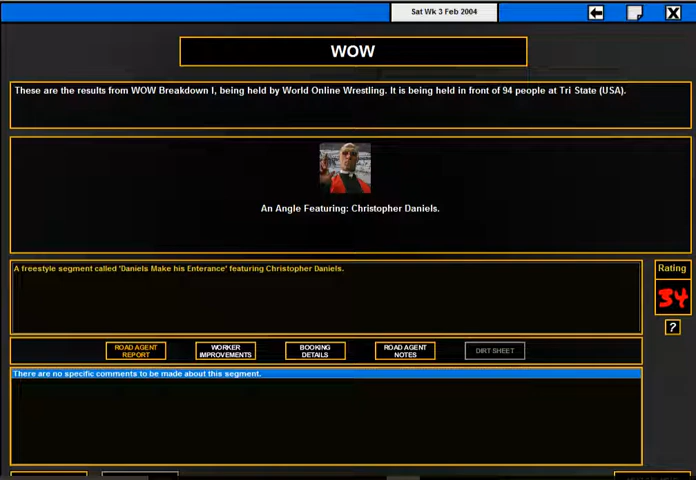 Sat Wk 3 Feb 2004
WOW
These are the results from WOW Breakdown I, being held by World Online Wrestling. It is being held in front of 94 people at Tri State (USA).
An Angle Featuring: Christopher Daniels.
A freestyle segment called 'Daniels Make his Enterance' featuring Christopher Daniels.
Rating
34
?
ROAD AGENT REPORT
WORKER IMPROVEMENTS
BOOKING DETAILS
ROAD AGENT NOTES
DIRT SHEET
There are no specific comments to be made about this segment.